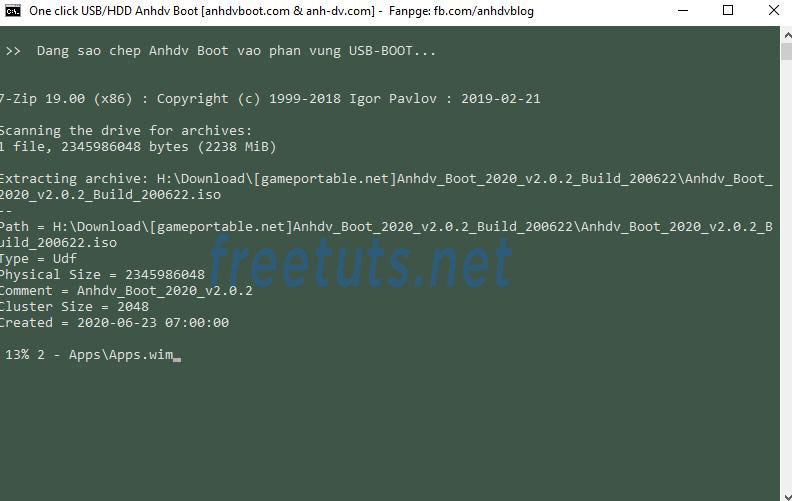 One click USB/HDD Anhdv Boot [anhdvboot.com & anh-dv.com] -  Fanpge: fb.com/anhdvblog
>>  Dang sao chep Anhdv Boot vao phan vung USB-BOOT...
7-Zip 19.00 (x86) : Copyright (c) 1999-2018 Igor Pavlov : 2019-02-21
Scanning the drive for archives:
1 file, 2345986048 bytes (2238 MiB)
Extracting archive: H:\Download\[gameportable.net]Anhdv_Boot_2020_v2.0.2_Build_200622\Anhdv_Boot_
2020_v2.0.2_Build_200622.iso
--
Path = H:\Download\[gameportable.net]Anhdv_Boot_2020_v2.0.2_Build_200622\Anhdv_Boot_2020_v2.0.2_B
uild_200622.iso
Type = Udf
Physical Size = 2345986048
Comment = Anhdv_Boot_2020_v2.0.2
Cluster Size = 2048
Created = 2020-06-23 07:00:00
freetuts.net
13% 2 - Apps\Apps.wim